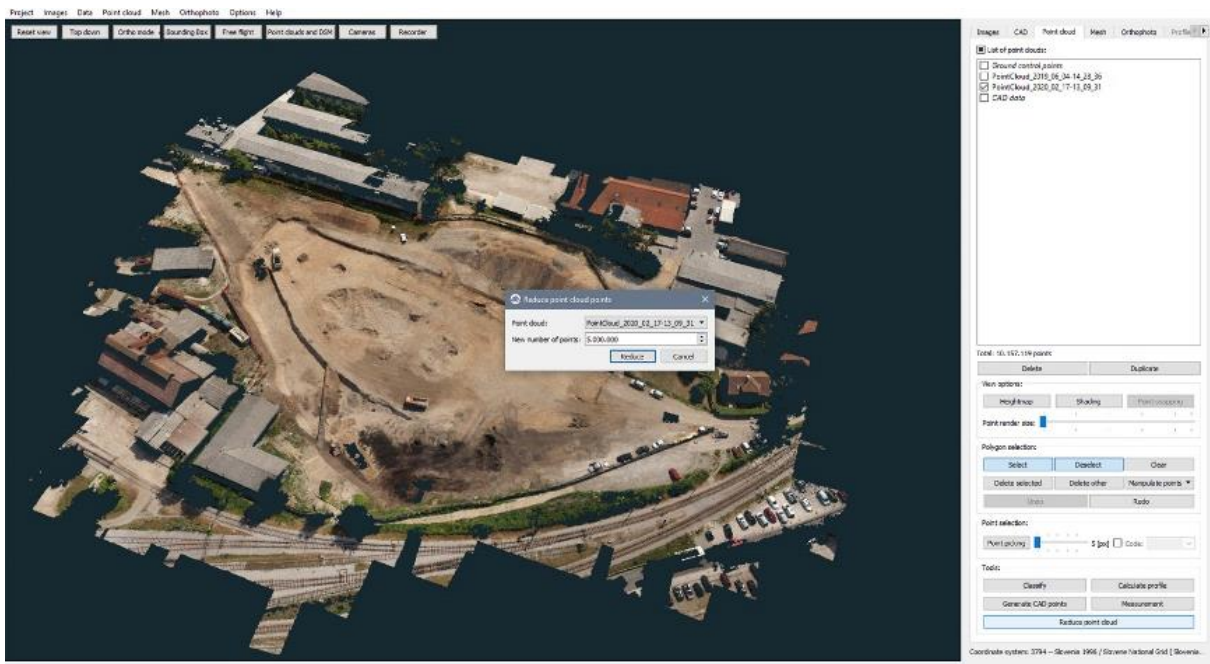 Project Images Data Point cloud Mesh Orthophoto Options Help
Reset view Top down Ortho mode Bounding Box Free flight Point clouds and DSM Cameras Recorder
Images CAD Point cloud Mesh Orthophoto Profile
List of point clouds:
Ground control points
PointCloud_2019_06_04-14_28_36
PointCloud_2020_02_17-13_09_31
CAD data
Reduce point cloud points
Point cloud: PointCloud_2020_02_17-13_09_31
New number of points: 5.000.000
Reduce Cancel
Total: 10.157.119 points
Delete Duplicate
View options:
Heightmap Shading Point snapping
Point render size:
Polygon selection:
Select Deselect Clear
Delete selected Delete other Manipulate points
Undo Redo
Point selection:
Point picking 5 [px] Code:
Tools:
Classify Calculate profile
Generate CAD points Measurement
Reduce point cloud
Coordinate system: 3794 -- Slovenia 1996 / Slovene National Grid [ Slovenia...